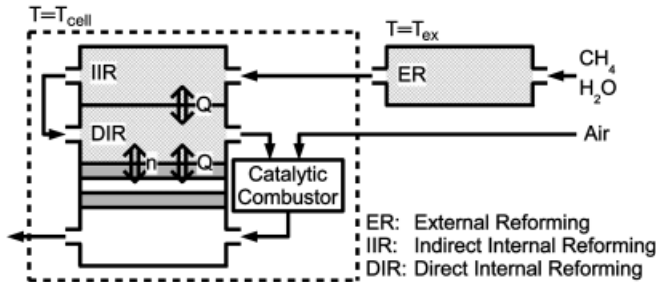 T=T_cell
T=T_ex
IIR
ER
CH₄
H₂O
Q
DIR
Air
n
Q
Catalytic
Combustor
ER: External Reforming
IIR: Indirect Internal Reforming
DIR: Direct Internal Reforming